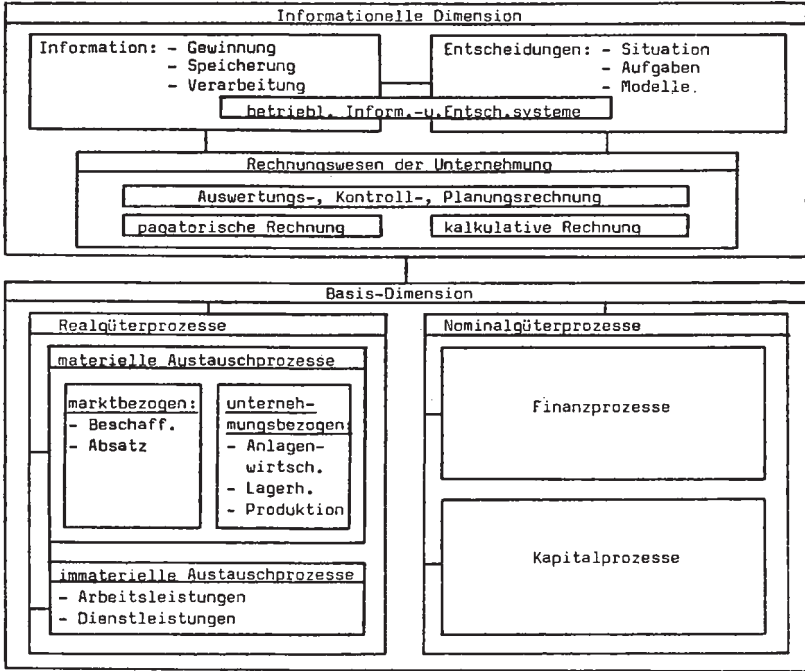 Informationelle Dimension
Information: - Gewinnung
- Speicherung
- Verarbeitung
Entscheidungen: - Situation
- Aufgaben
- Modelle.
betriebl. Inform.-u.Entsch.systeme
Rechnungswesen der Unternehmung
Auswertungs-, Kontroll-, Planungsrechnung
pagatorische Rechnung
kalkulative Rechnung
Basis-Dimension
Realgüterprozesse
materielle Austauschprozesse
marktbezogen:
- Beschaff.
- Absatz
unterneh-
mungsbezogen:
- Anlagen-
wirtsch.
- Lagerh.
- Produktion
immaterielle Austauschprozesse
- Arbeitsleistungen
- Dienstleistungen
Nominalgüterprozesse
Finanzprozesse
Kapitalprozesse